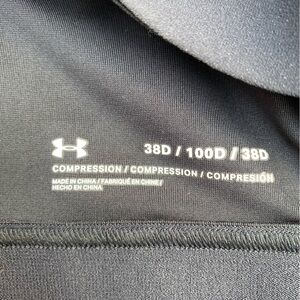 38D / 100D / 38D
COMPRESSION / COMPRESSION / COMPRESIÓN
MADE IN CHINA / FABRIQUÉ EN CHINE /
HECHO EN CHINA